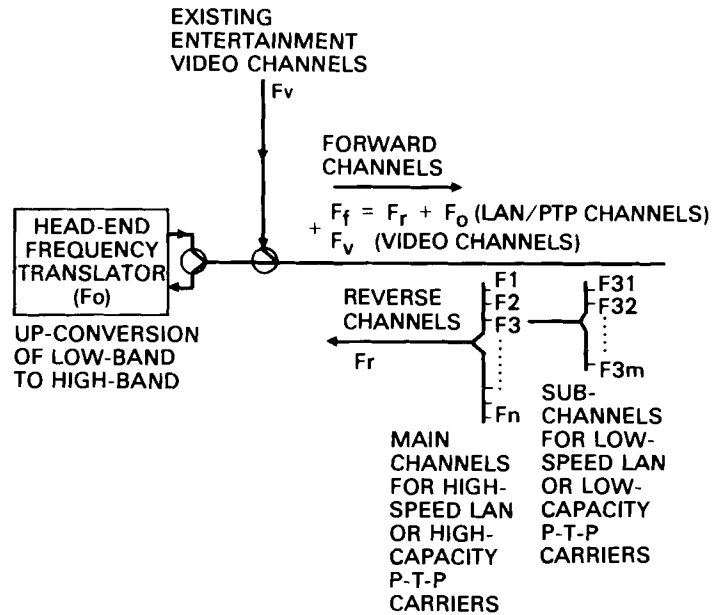 EXISTING
ENTERTAINMENT
VIDEO CHANNELS
Fv
FORWARD
CHANNELS
+ Ff = Fr + Fo (LAN/PTP CHANNELS)
Fv (VIDEO CHANNELS)
HEAD-END
FREQUENCY
TRANSLATOR
(Fo)
UP-CONVERSION
OF LOW-BAND
TO HIGH-BAND
REVERSE
CHANNELS
Fr
F1
F2
F3
Fn
F31
F32
F3m
MAIN
CHANNELS
FOR HIGH-
SPEED LAN
OR HIGH-
CAPACITY
P-T-P
CARRIERS
SUB-
CHANNELS
FOR LOW-
SPEED LAN
OR LOW-
CAPACITY
P-T-P
CARRIERS